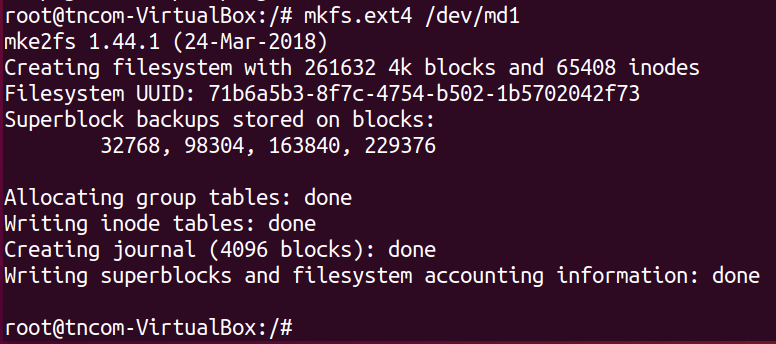 root@tncom-VirtualBox:/# mkfs.ext4 /dev/md1
mke2fs 1.44.1 (24-Mar-2018)
Creating filesystem with 261632 4k blocks and 65408 inodes
Filesystem UUID: 71b6a5b3-8f7c-4754-b502-1b5702042f73
Superblock backups stored on blocks:
        32768, 98304, 163840, 229376

Allocating group tables: done
Writing inode tables: done
Creating journal (4096 blocks): done
Writing superblocks and filesystem accounting information: done

root@tncom-VirtualBox:/#